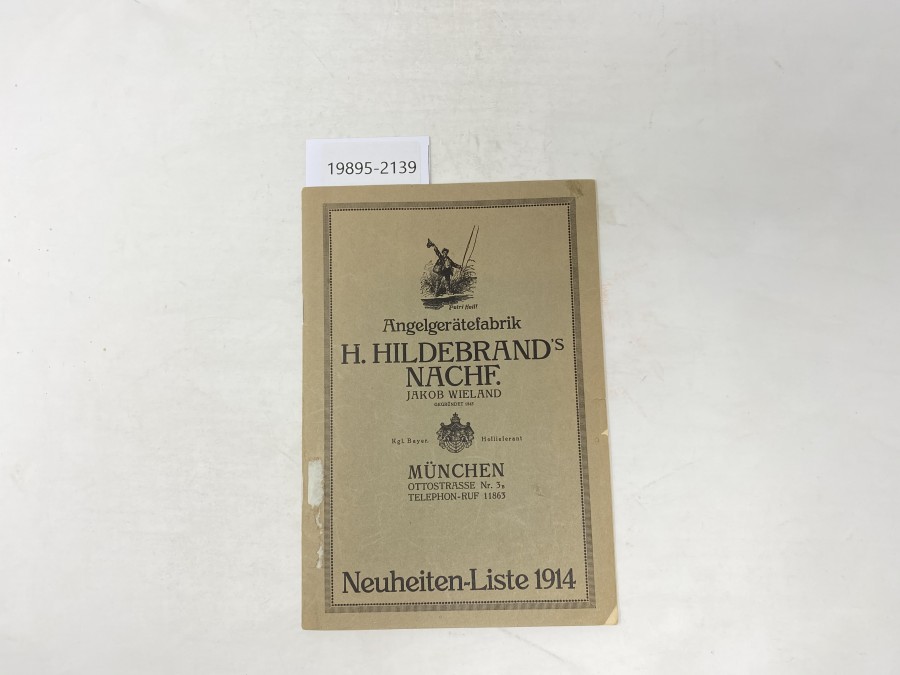 19895-2139
Petri Heil!
Angelgerätefabrik
H. HILDEBRAND'S
NACHF.
JAKOB WIELAND
GEGRÜNDET
Kgl. Bayer. Hoflieferant
MÜNCHEN
OTTOSTRASSE Nr.
TELEPHON-RUF 11863
Neuheiten-Liste 1914